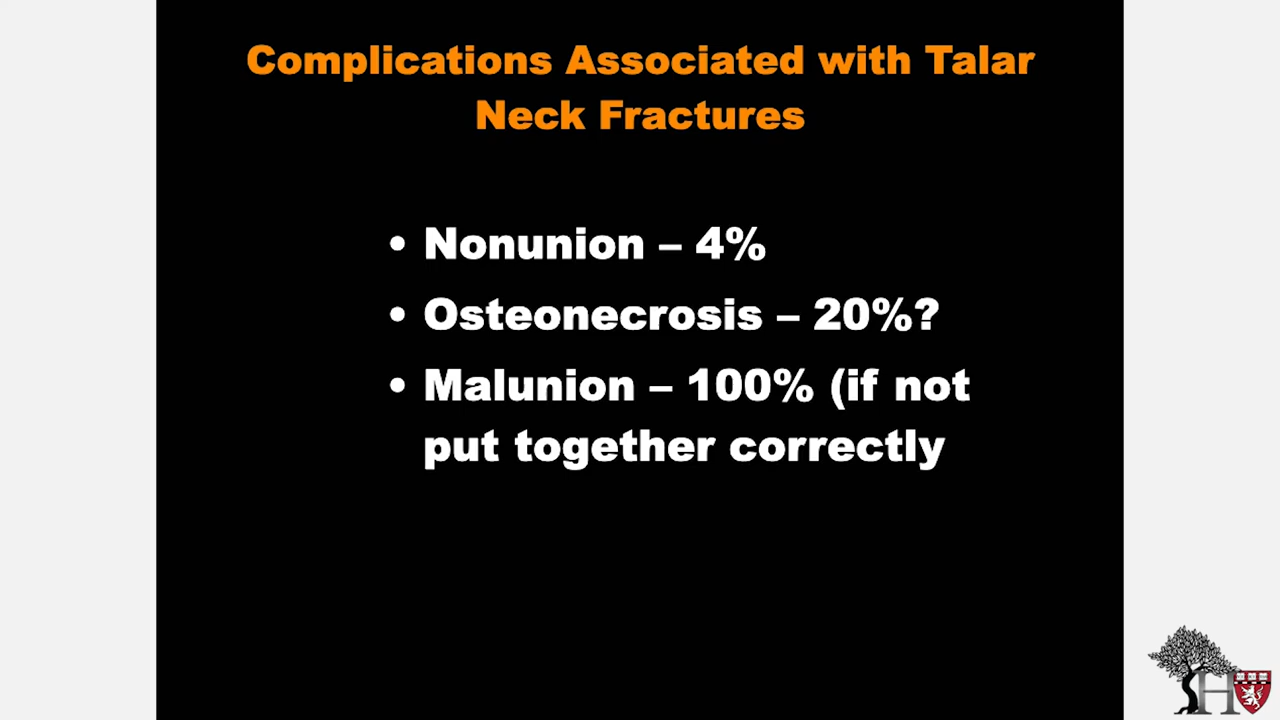 Complications Associated with Talar
Neck Fractures
• Nonunion – 4%
• Osteonecrosis – 20%?
• Malunion – 100% (if not
put together correctly
H